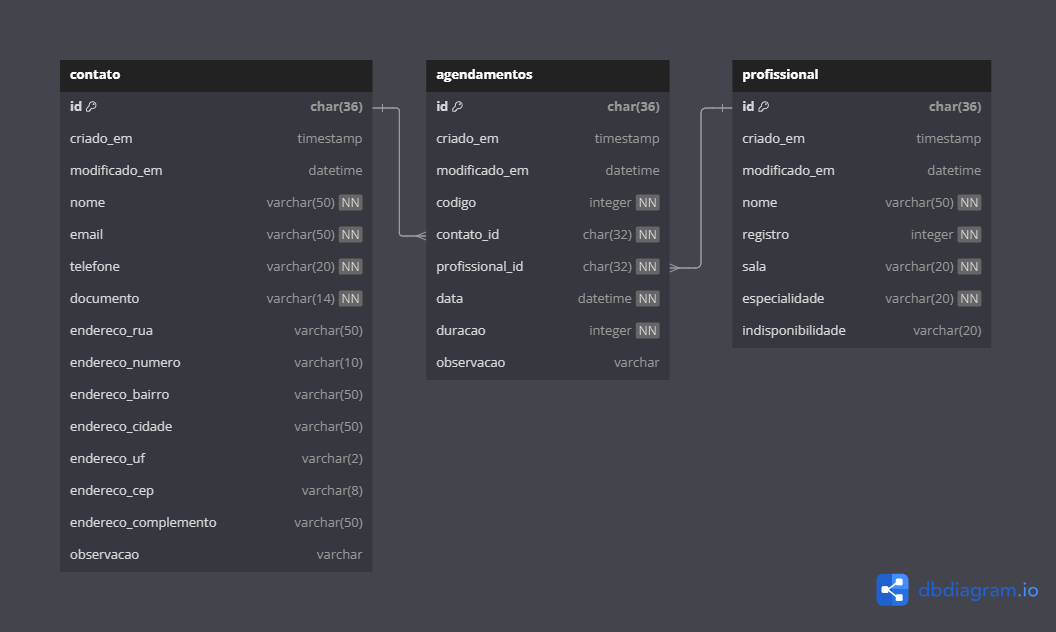 contato
id char(36)
criado_em timestamp
modificado_em datetime
nome varchar(50) NN
email varchar(50) NN
telefone varchar(20) NN
documento varchar(14) NN
endereco_rua varchar(50)
endereco_numero varchar(10)
endereco_bairro varchar(50)
endereco_cidade varchar(50)
endereco_uf varchar(2)
endereco_cep varchar(8)
endereco_complemento varchar(50)
observacao varchar
agendamentos
id char(36)
criado_em timestamp
modificado_em datetime
codigo integer NN
contato_id char(32) NN
profissional_id char(32) NN
data datetime NN
duracao integer NN
observacao varchar
profissional
id char(36)
criado_em timestamp
modificado_em datetime
nome varchar(50) NN
registro integer NN
sala varchar(20) NN
especialidade varchar(20) NN
indisponibilidade varchar(20)
dbdiagram.io